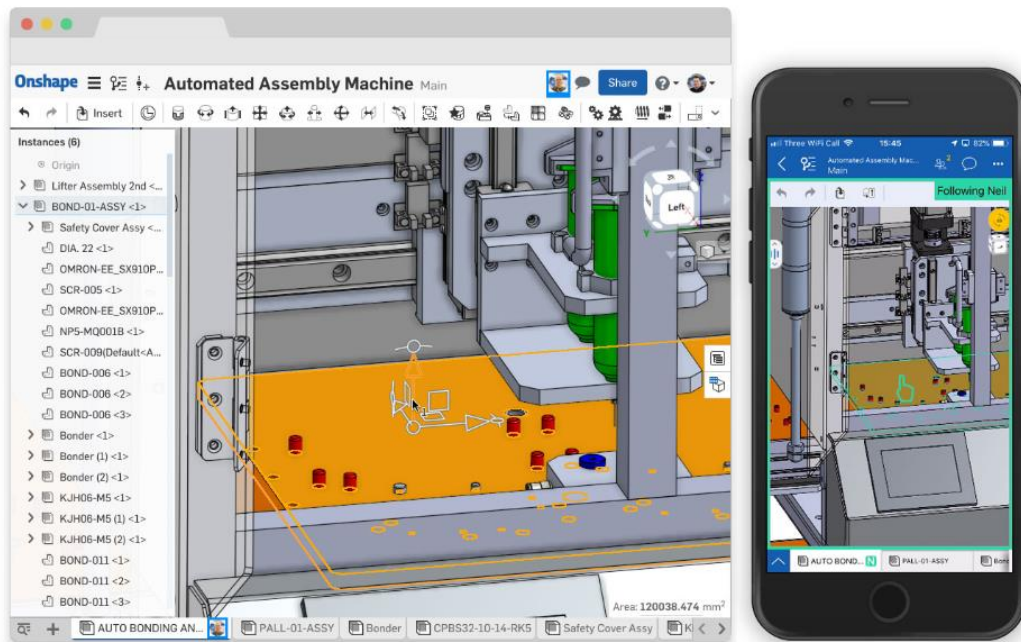 Onshape Automated Assembly Machine Main Share
Insert
Instances (6)
Origin
Lifter Assembly 2nd <...
BOND-01-ASSY <1>
Safety Cover Assy <...
DIA. 22 <1>
OMRON-EE_SX910P...
SCR-005 <1>
OMRON-EE_SX910P...
NP5-MQ001B <1>
SCR-009(Default<A...
BOND-006 <1>
BOND-006 <2>
BOND-006 <3>
Bonder <1>
Bonder (1) <1>
Bonder (2) <1>
KJH06-M5 <1>
KJH06-M5 (1) <1>
KJH06-M5 (2) <1>
BOND-011 <1>
BOND-011 <2>
BOND-011 <3>
Left
Z
Y
Area: 120038.474 mm²
AUTO BONDING AN... PALL-01-ASSY Bonder CPBS32-10-14-RK5 Safety Cover Assy K
Three WiFi Call 15:45 82%
Automated Assembly Mac...
Main
2
Following Neil
AUTO BOND... N PALL-01-ASSY Bond